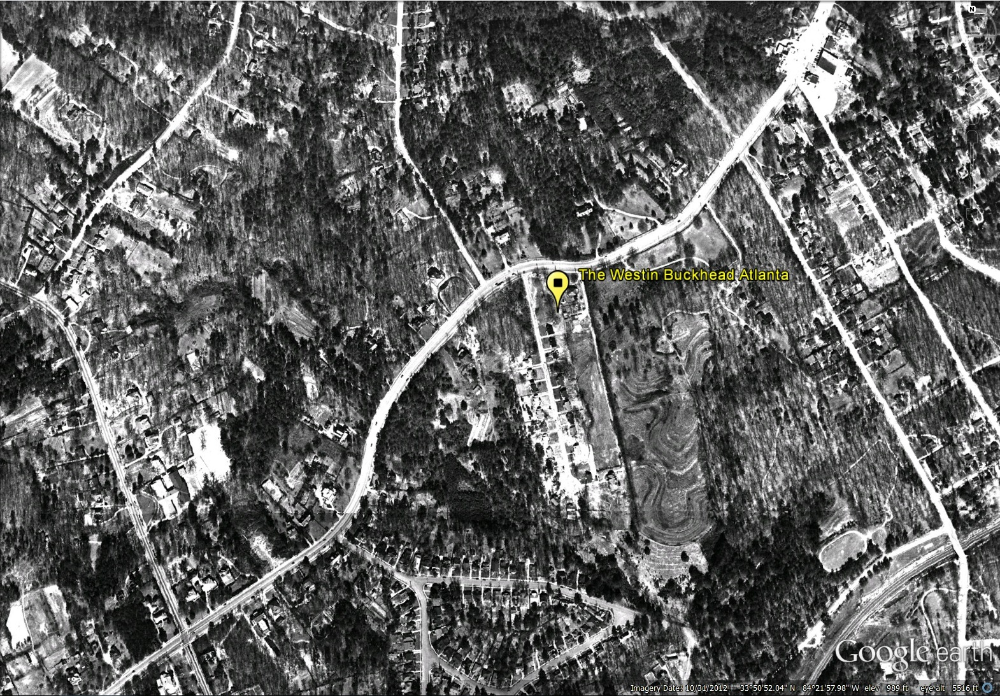 N
The Westin Buckhead Atlanta
Google earth
Imagery Date: 10/31/2012 33°50'52.04" N 84°21'57.98" W elev 989 ft eye alt 5516 ft